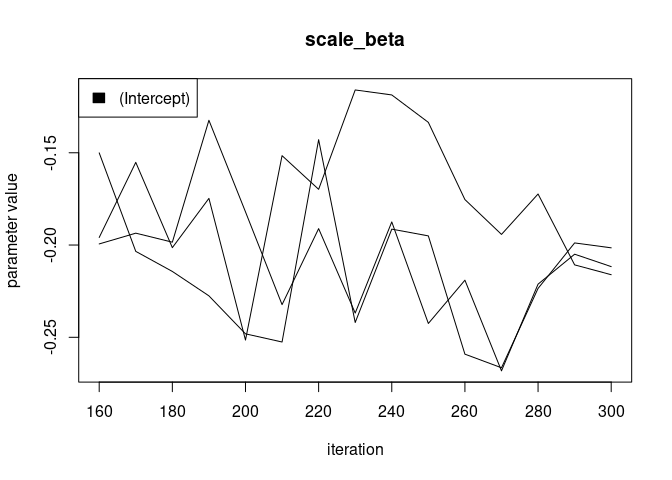 scale_beta
(Intercept)
parameter value
-0.15
-0.20
-0.25
160 180 200 220 240 260 280 300
iteration